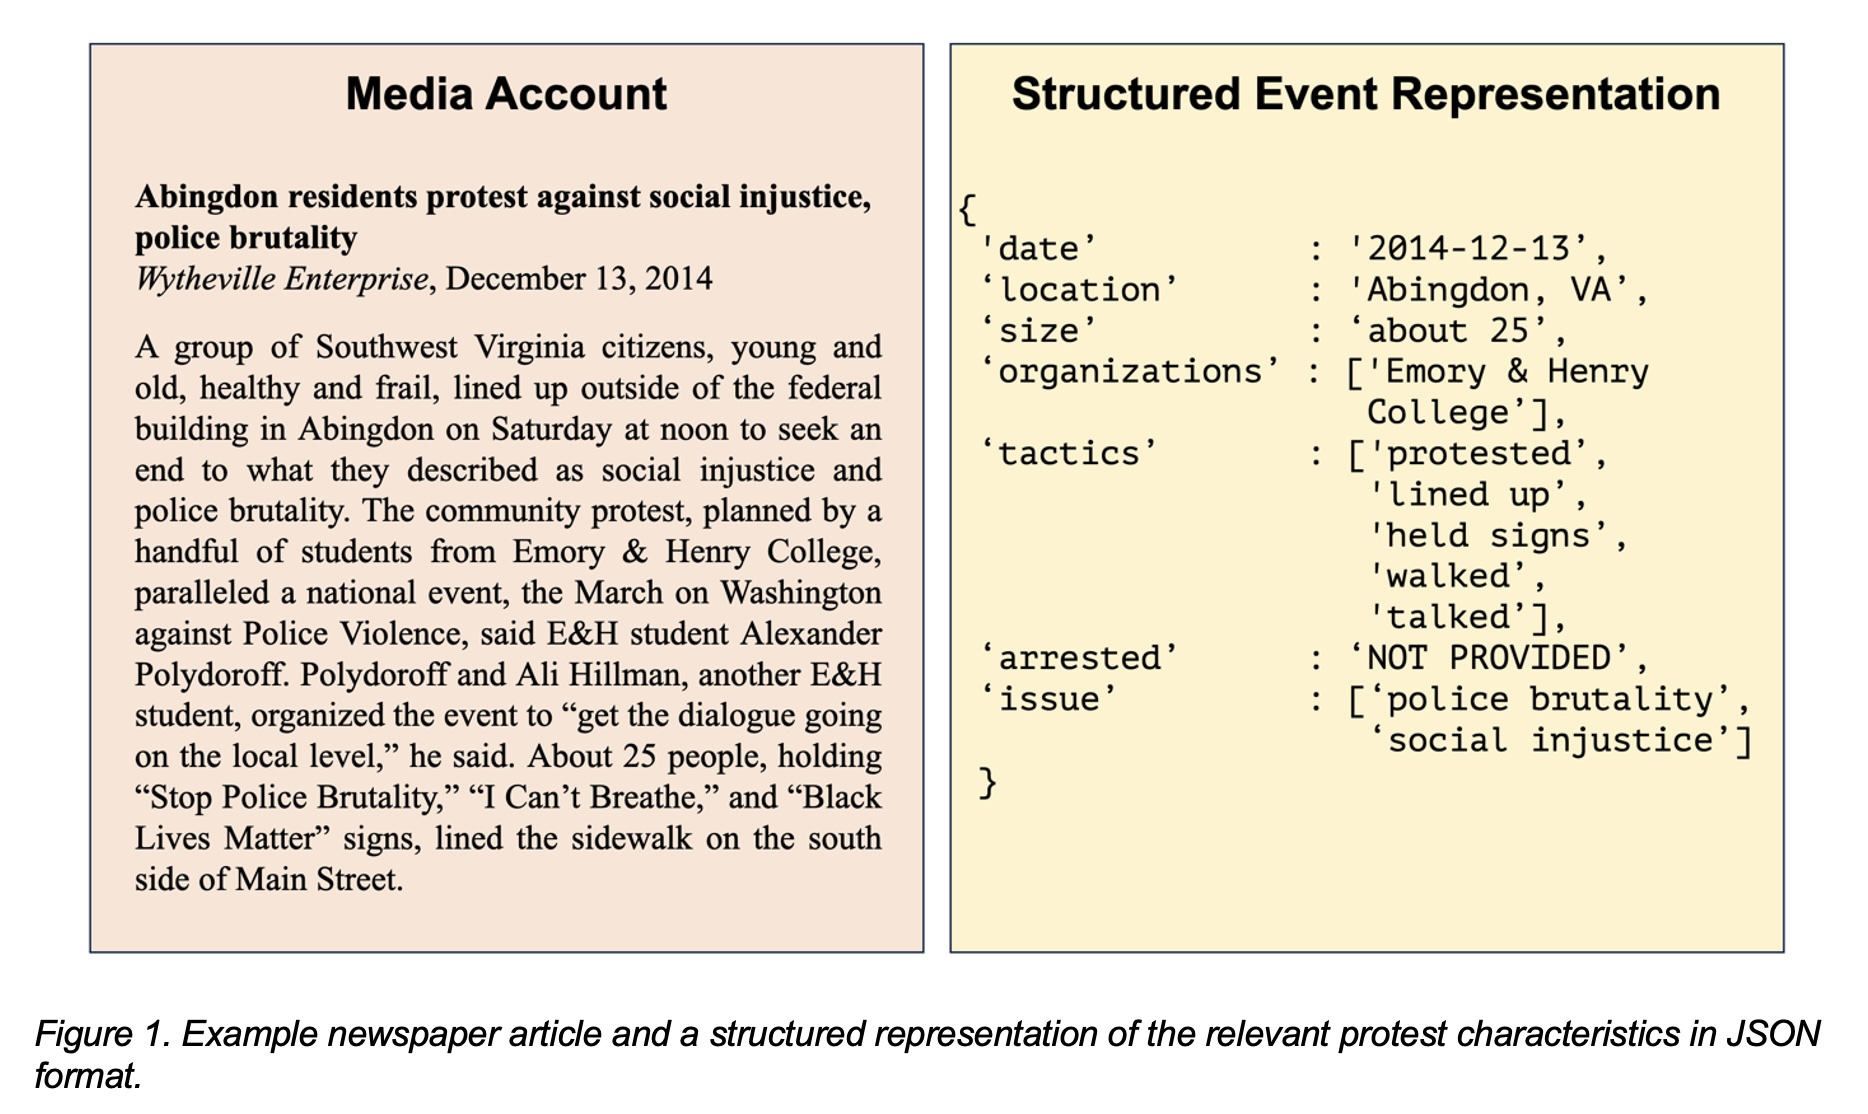 Media Account
Abingdon residents protest against social injustice,
police brutality
Wytheville Enterprise, December 13, 2014
A group of Southwest Virginia citizens, young and
old, healthy and frail, lined up outside of the federal
building in Abingdon on Saturday at noon to seek an
end to what they described as social injustice and
police brutality. The community protest, planned by a
handful of students from Emory & Henry College,
paralleled a national event, the March on Washington
against Police Violence, said E&H student Alexander
Polydoroff. Polydoroff and Ali Hillman, another E&H
student, organized the event to “get the dialogue going
on the local level,” he said. About 25 people, holding
“Stop Police Brutality,” “I Can’t Breathe,” and “Black
Lives Matter” signs, lined the sidewalk on the south
side of Main Street.
Structured Event Representation
{
'date’ : '2014-12-13’,
‘location’ : 'Abingdon, VA’,
‘size’ : ‘about 25’,
‘organizations’ : ['Emory & Henry
College’],
‘tactics’ : ['protested’,
'lined up’,
'held signs’,
'walked’,
'talked’],
‘arrested’ : ‘NOT PROVIDED’,
‘issue’ : [‘police brutality’,
‘social injustice’]
}
Figure 1. Example newspaper article and a structured representation of the relevant protest characteristics in JSON
format.